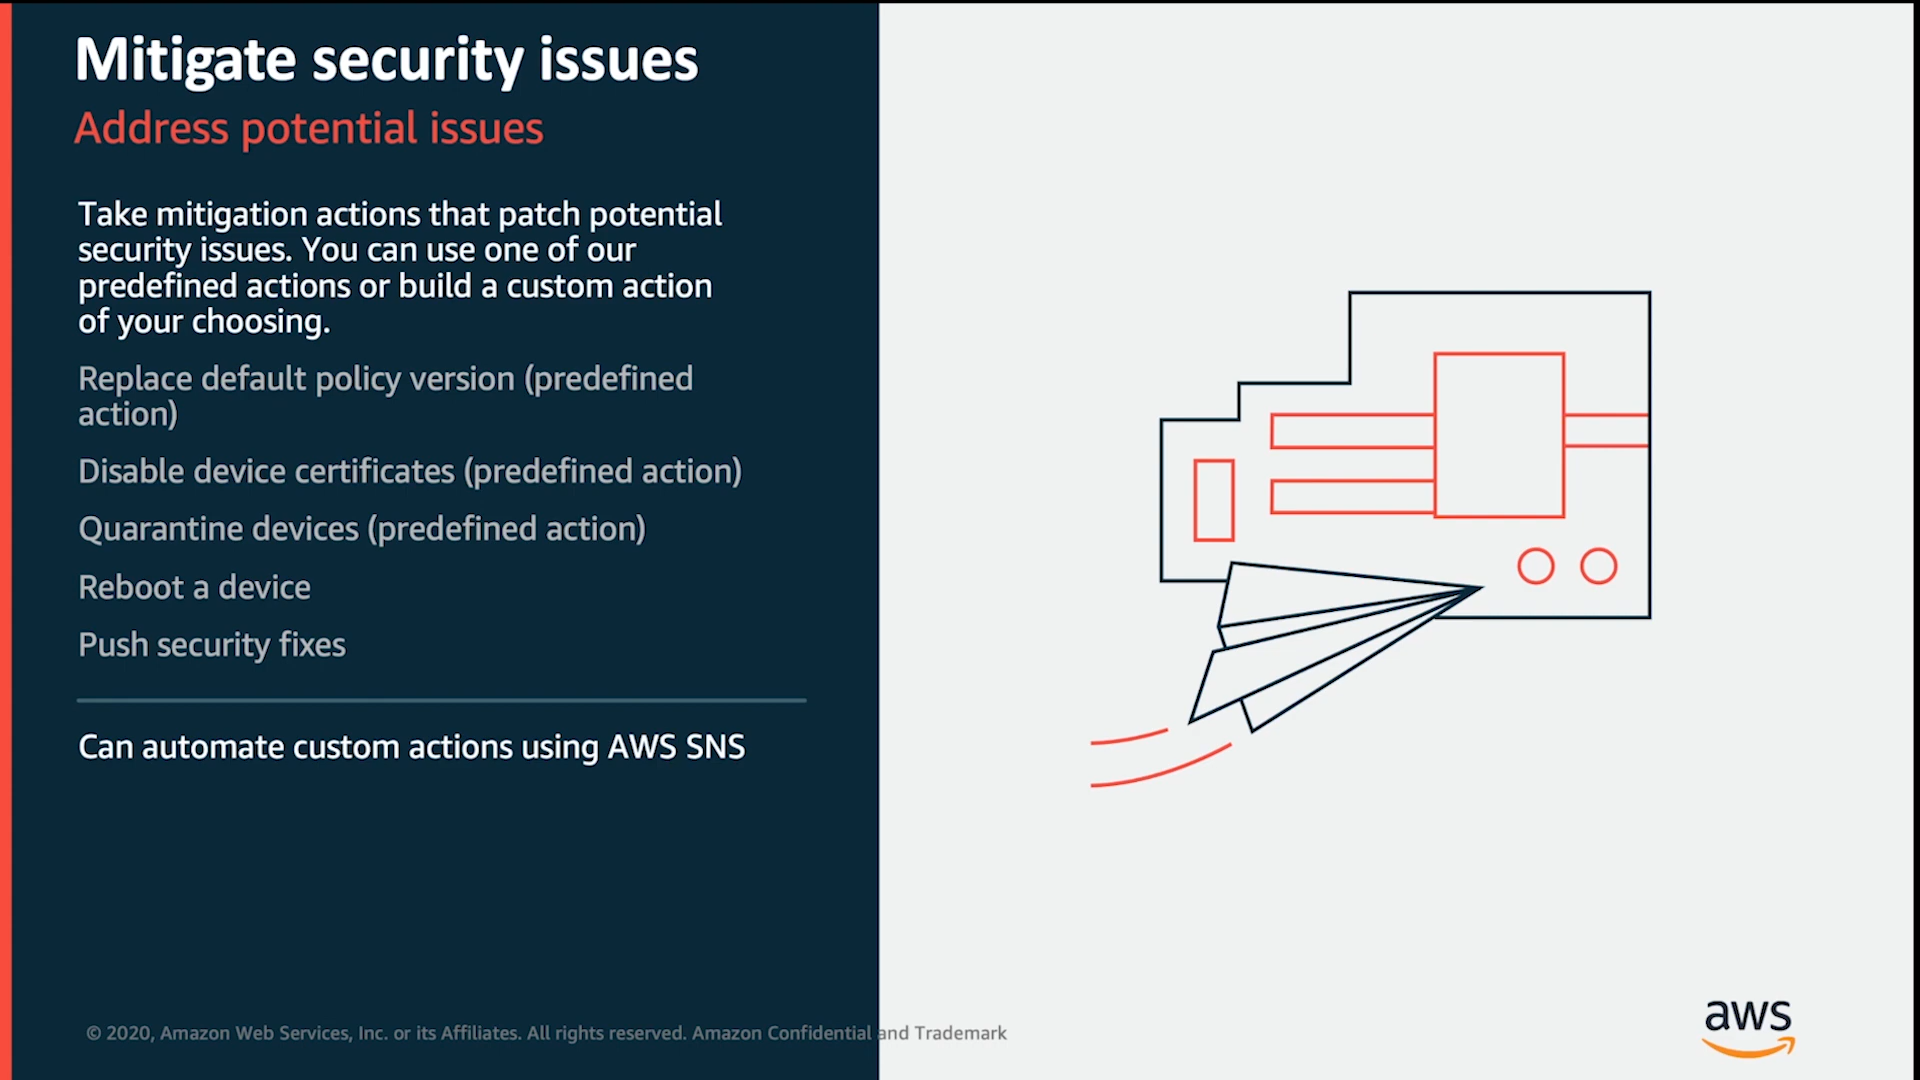 Mitigate security issues
Address potential issues
Take mitigation actions that patch potential
security issues. You can use one of our
predefined actions or build a custom action
of your choosing.
Replace default policy version (predefined
action)
Disable device certificates (predefined action)
Quarantine devices (predefined action)
Reboot a device
Push security fixes
Can automate custom actions using AWS SNS
© 2020, Amazon Web Services, Inc. or its Affiliates. All rights reserved. Amazon Confidential and Trademark
aws